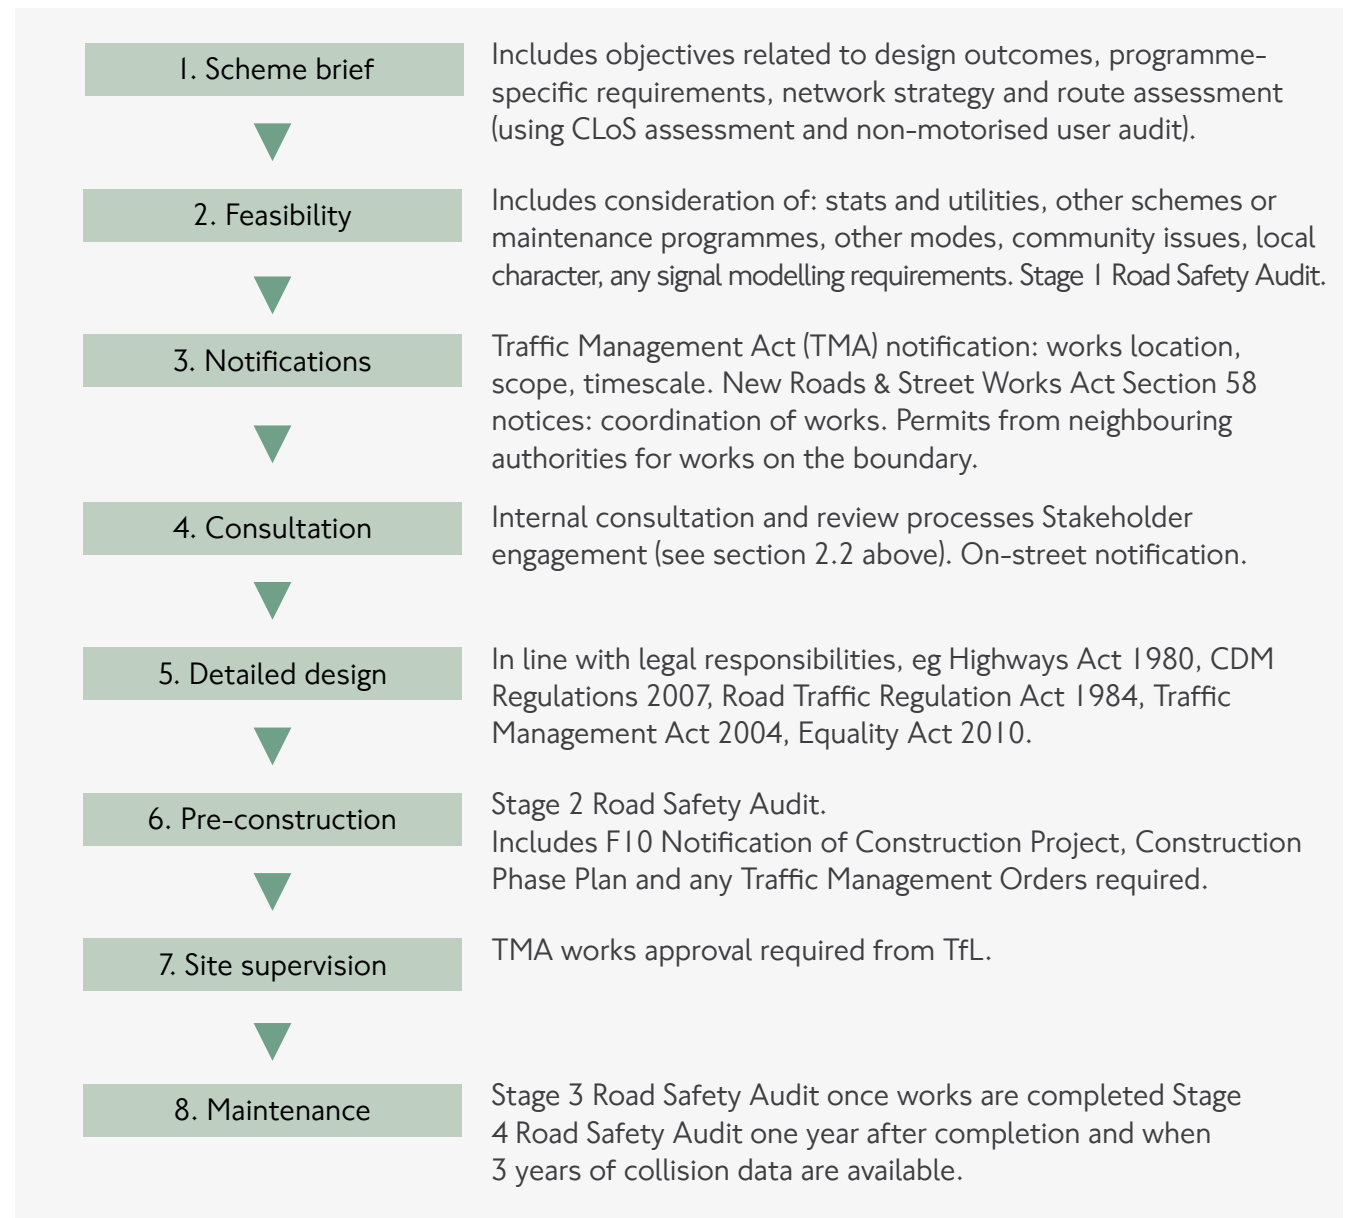 1. Scheme brief
Includes objectives related to design outcomes, programme-
specific requirements, network strategy and route assessment
(using CLoS assessment and non-motorised user audit).
2. Feasibility
Includes consideration of: stats and utilities, other schemes or
maintenance programmes, other modes, community issues, local
character, any signal modelling requirements. Stage 1 Road Safety Audit.
3. Notifications
Traffic Management Act (TMA) notification: works location,
scope, timescale. New Roads & Street Works Act Section 58
notices: coordination of works. Permits from neighbouring
authorities for works on the boundary.
4. Consultation
Internal consultation and review processes Stakeholder
engagement (see section 2.2 above). On-street notification.
5. Detailed design
In line with legal responsibilities, eg Highways Act 1980, CDM
Regulations 2007, Road Traffic Regulation Act 1984, Traffic
Management Act 2004, Equality Act 2010.
6. Pre-construction
Stage 2 Road Safety Audit.
Includes F10 Notification of Construction Project, Construction
Phase Plan and any Traffic Management Orders required.
7. Site supervision
TMA works approval required from TfL.
8. Maintenance
Stage 3 Road Safety Audit once works are completed Stage
4 Road Safety Audit one year after completion and when
3 years of collision data are available.